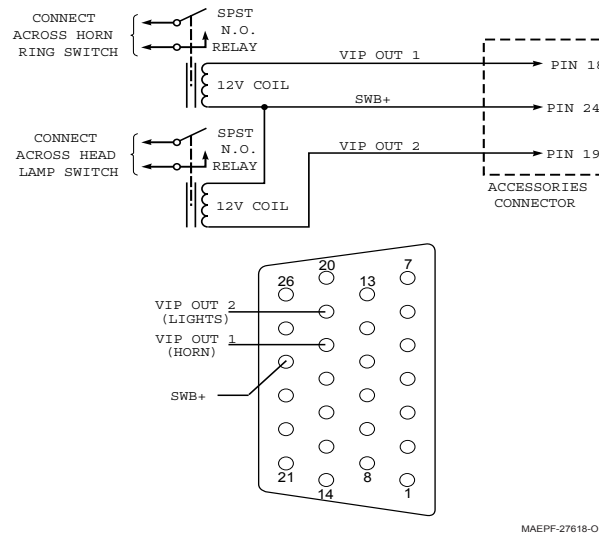 CONNECT
ACROSS HORN
RING SWITCH
SPST
N.O.
RELAY
12V COIL
VIP OUT 1
PIN 18
SWB+
PIN 24
CONNECT
ACROSS HEAD
LAMP SWITCH
SPST
N.O.
RELAY
12V COIL
VIP OUT 2
PIN 19
ACCESSORIES
CONNECTOR
20
7
26
13
VIP OUT 2
(LIGHTS)
VIP OUT 1
(HORN)
SWB+
21
8
14
1
MAEPF-27618-O